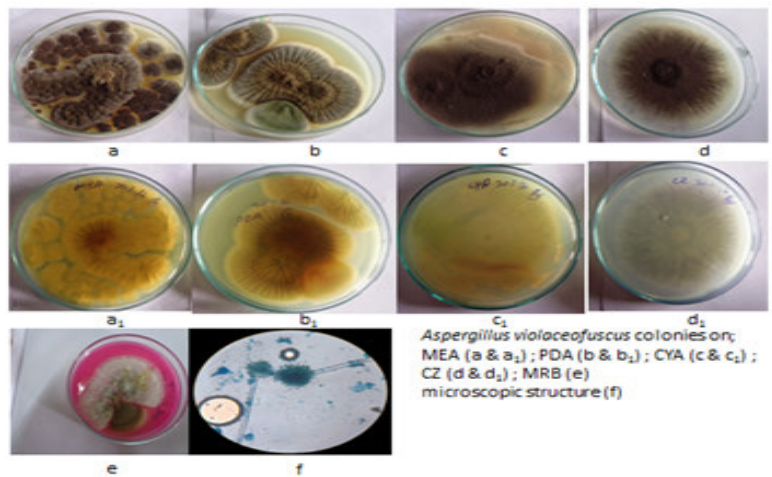 a
b
c
d
a₁
b₁
c₁
d₁
Aspergillus violaceofuscus colonies on;
MEA (a & a₁) ; PDA (b & b₁) ; CYA (c & c₁) ;
CZ (d & d₁) ; MRB (e)
microscopic structure (f)
e
f